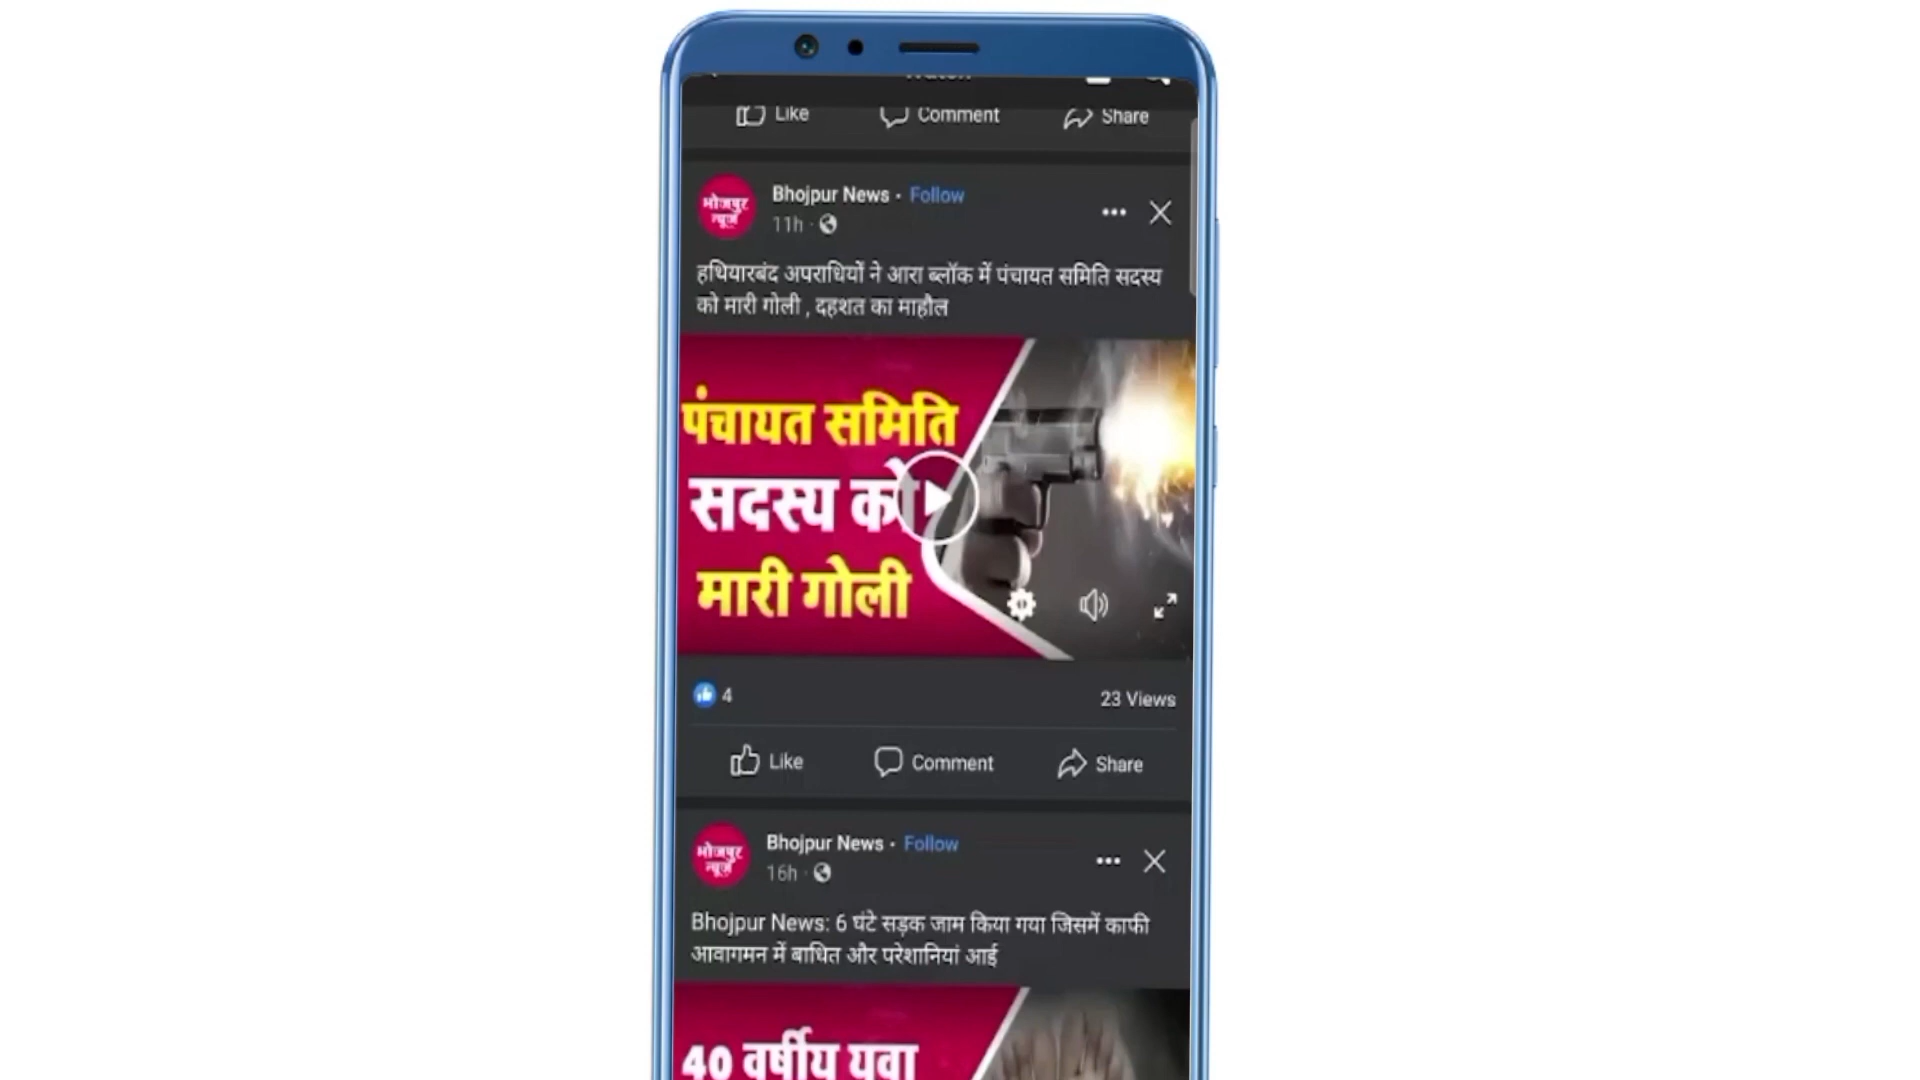 Like Comment Share
भोजपुर न्यूज़
Bhojpur News · Follow
11h
हथियारबंद अपराधियों ने आरा ब्लॉक में पंचायत समिति सदस्य
को मारी गोली , दहशत का माहौल
पंचायत समिति
सदस्य को
मारी गोली
4 23 Views
Like Comment Share
भोजपुर न्यूज़
Bhojpur News · Follow
16h
Bhojpur News: 6 घंटे सड़क जाम किया गया जिसमें काफी
आवागमन में बाधित और परेशानियां आई
40 वर्षीय युवा